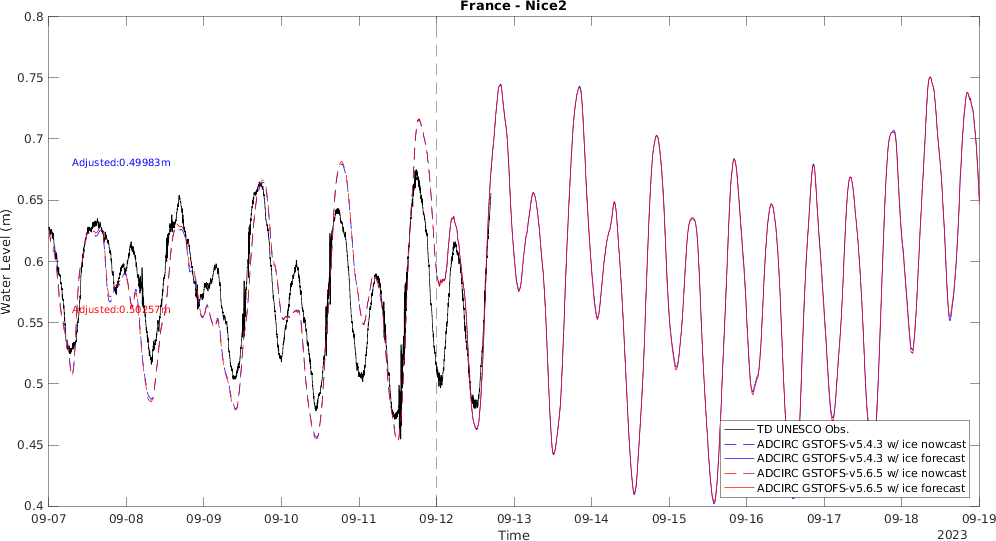 France - Nice2
Water Level (m)
0.8
0.75
0.7
0.65
0.6
0.55
0.5
0.45
0.4
Adjusted:0.49983m
Adjusted:0.50257m
TD UNESCO Obs.
ADCIRC GSTOFS-v5.4.3 w/ ice nowcast
ADCIRC GSTOFS-v5.4.3 w/ ice forecast
ADCIRC GSTOFS-v5.6.5 w/ ice nowcast
ADCIRC GSTOFS-v5.6.5 w/ ice forecast
09-07 09-08 09-09 09-10 09-11 09-12 09-13 09-14 09-15 09-16 09-17 09-18 09-19
Time
2023